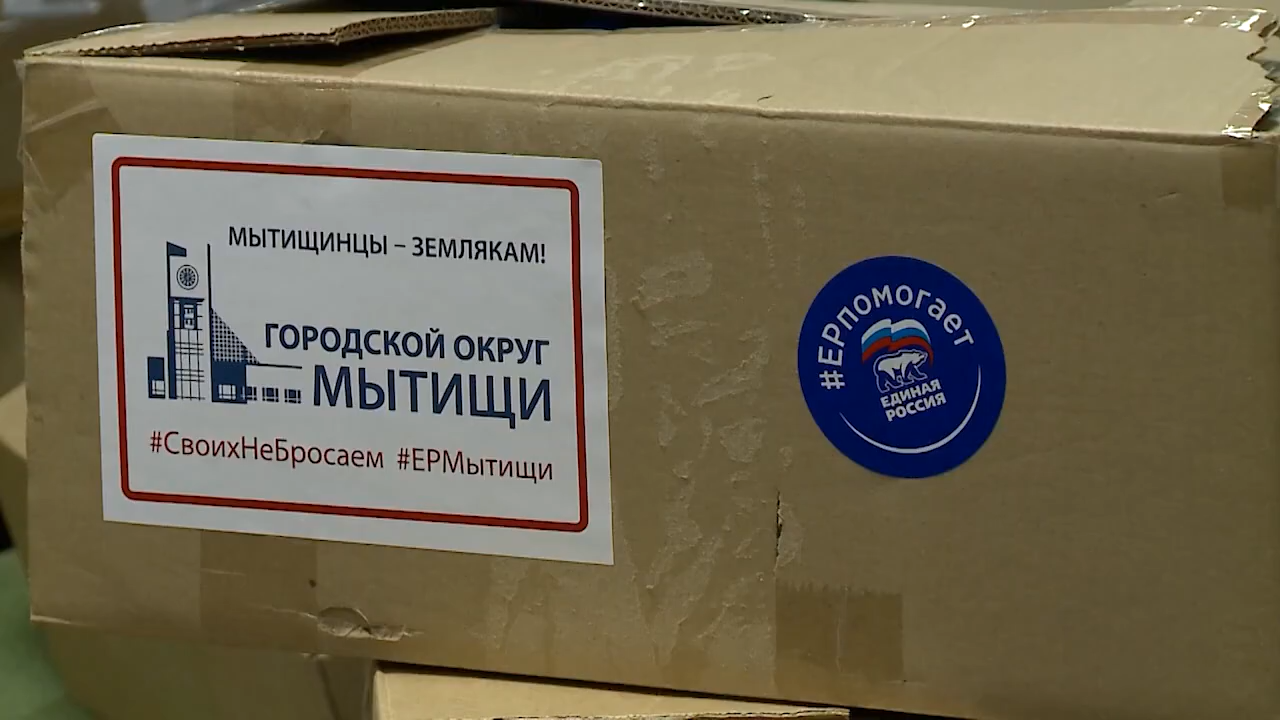 МЫТИЩИНЦЫ – ЗЕМЛЯКАМ!
ГОРОДСКОЙ ОКРУГ
МЫТИЩИ
#СвоихНеБросаем #ЕРМытищи
#ЕРпомогает
ЕДИНАЯ
РОССИЯ